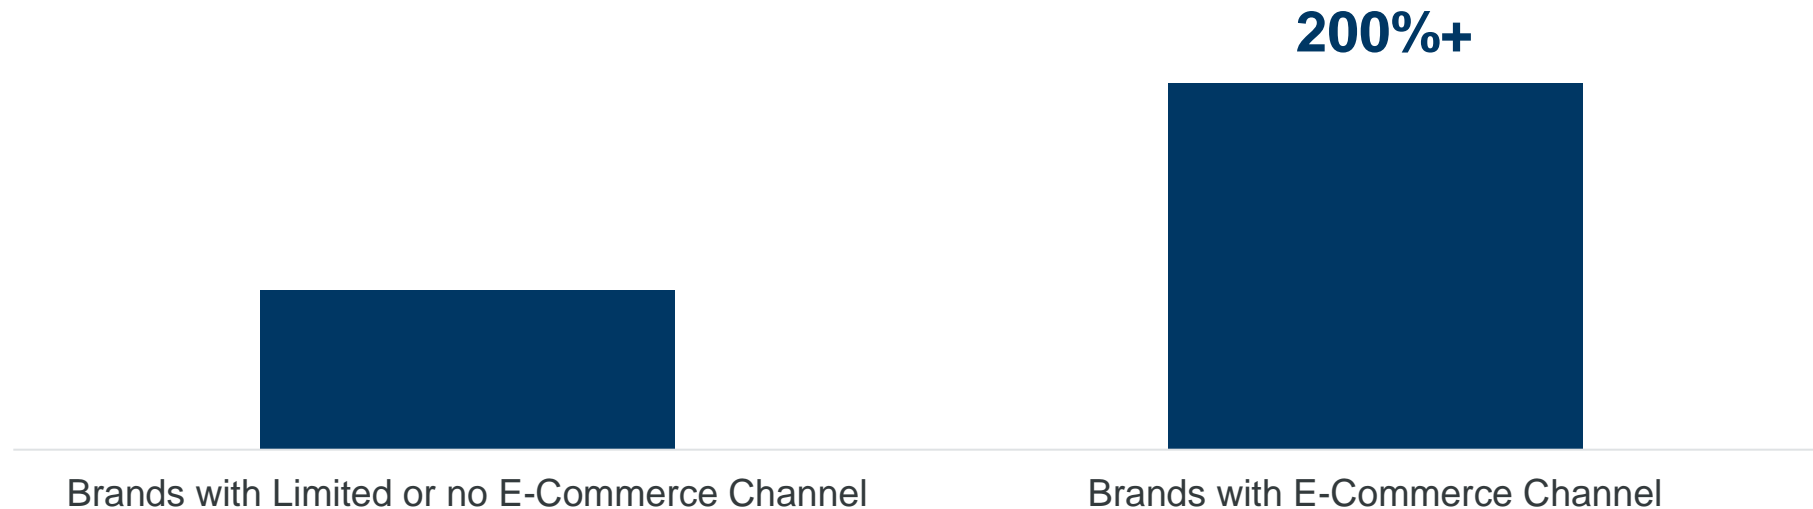 200%+
Brands with Limited or no E-Commerce Channel
Brands with E-Commerce Channel